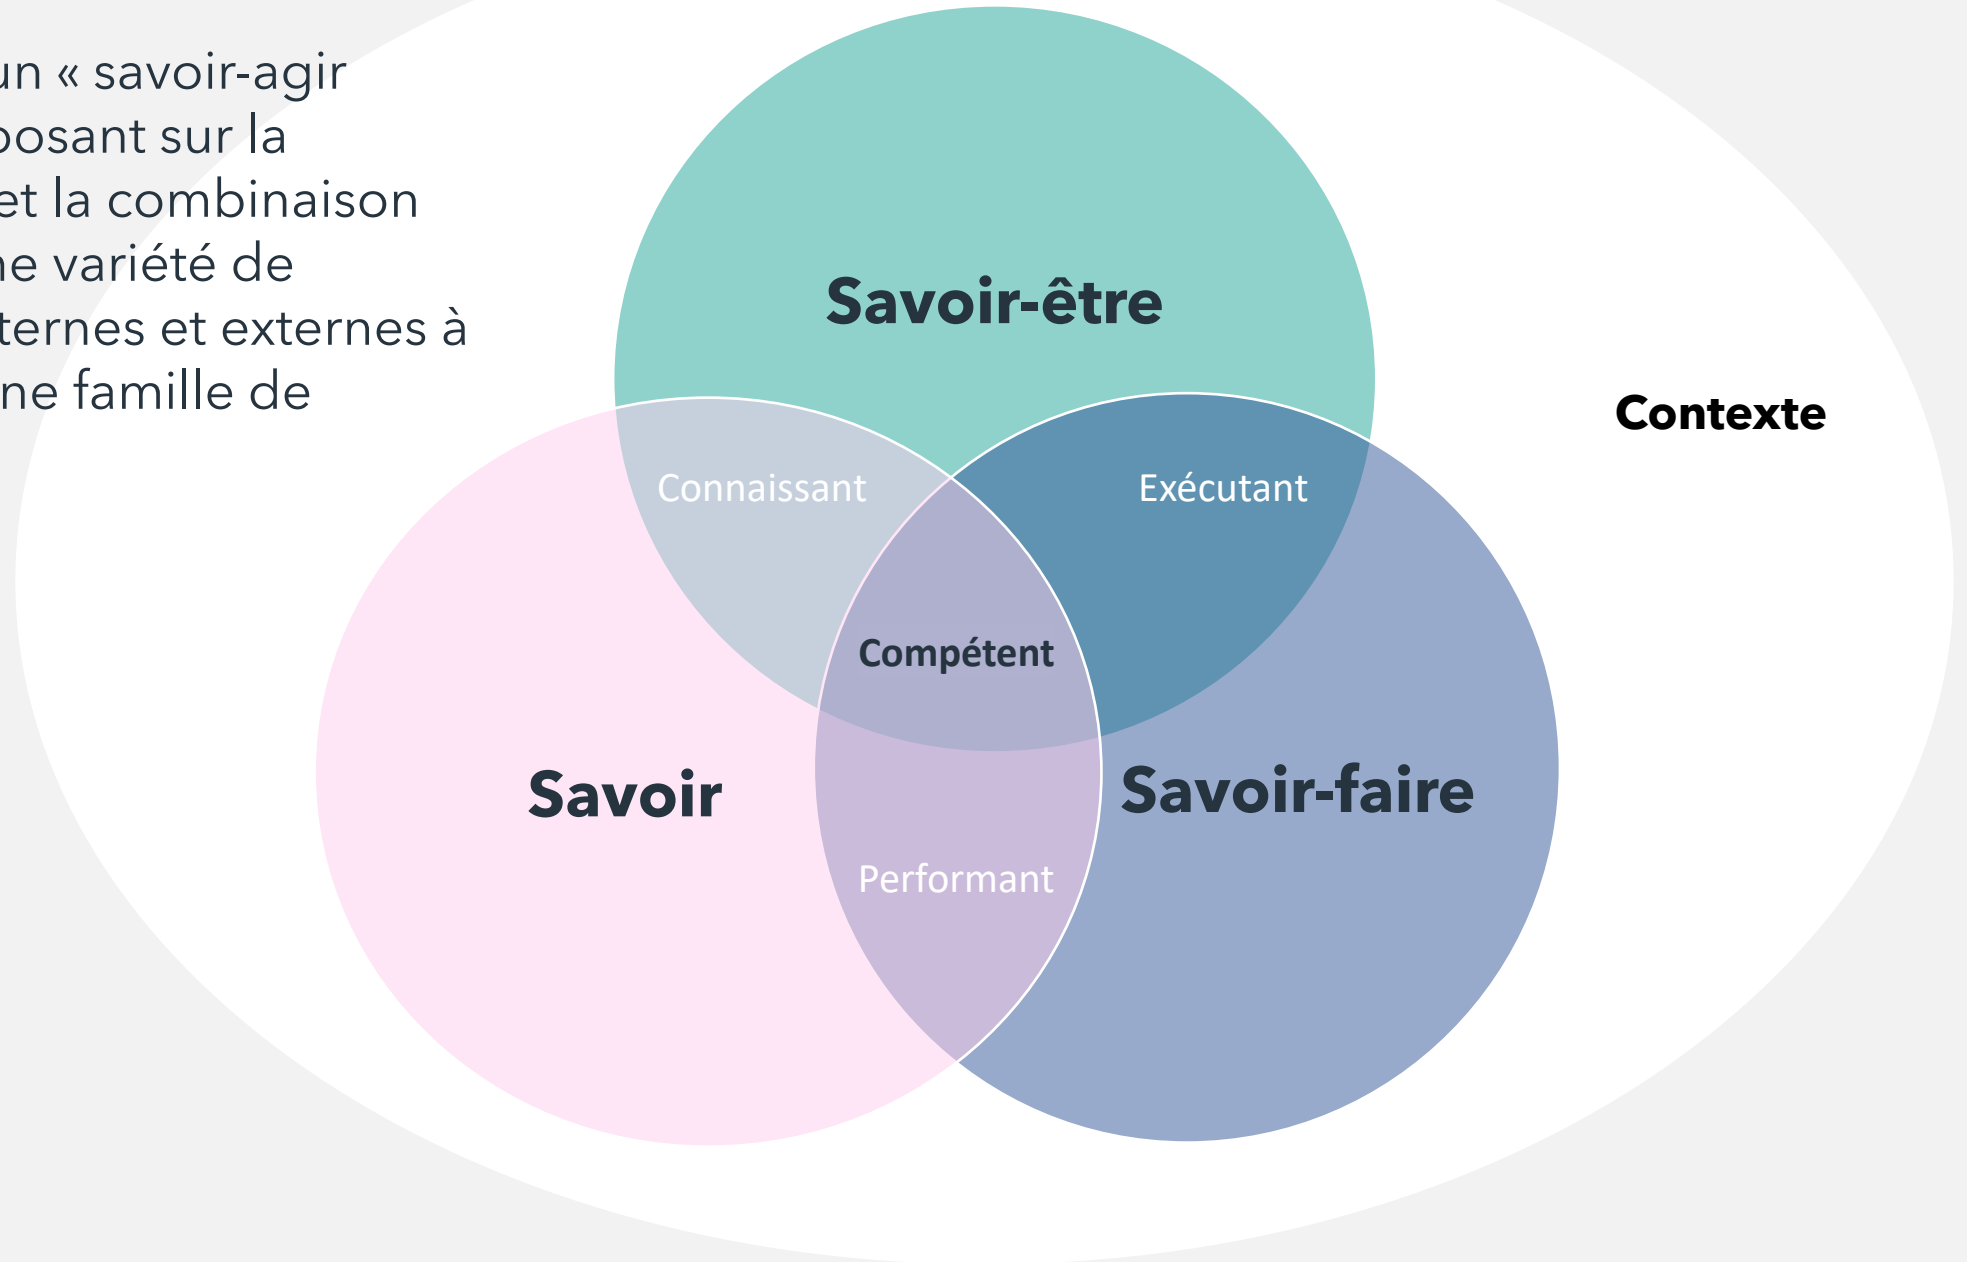 un « savoir-agir
posant sur la
et la combinaison
ne variété de
ternes et externes à
ne famille de
Savoir-être
Contexte
Connaissant
Exécutant
Compétent
Savoir
Savoir-faire
Performant